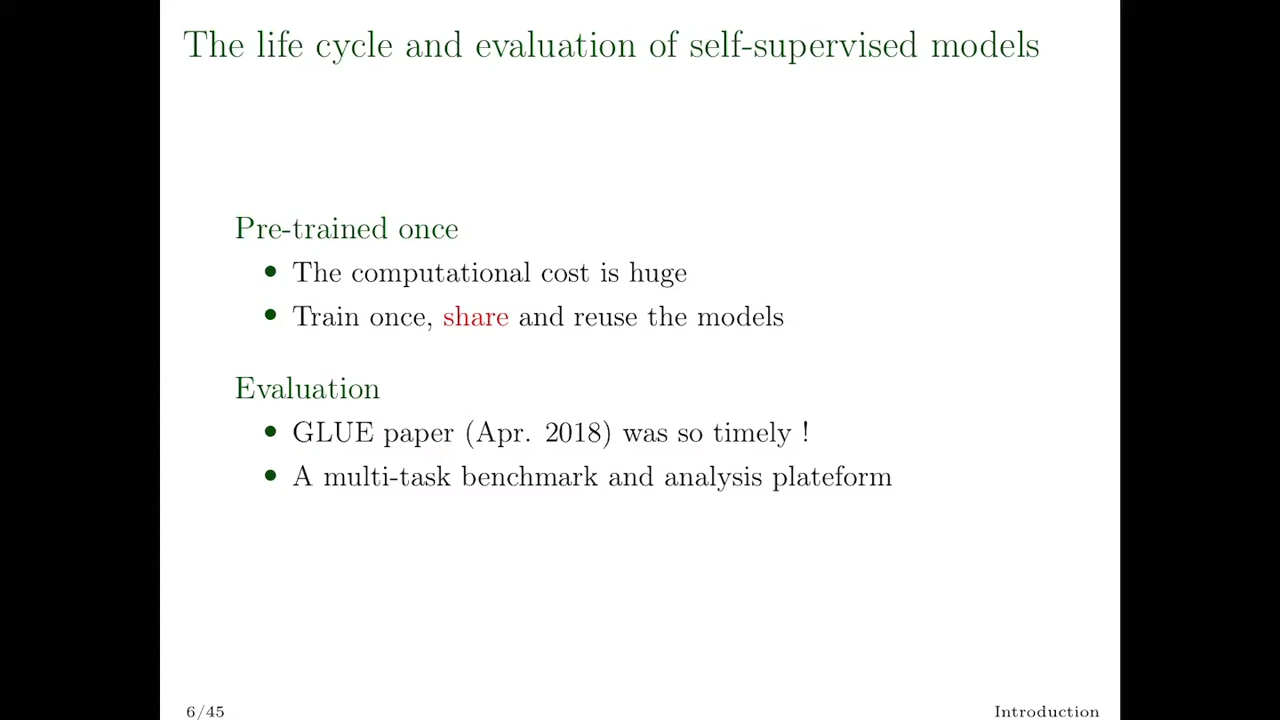 The life cycle and evaluation of self-supervised models
Pre-trained once
• The computational cost is huge
• Train once, share and reuse the models
Evaluation
• GLUE paper (Apr. 2018) was so timely !
• A multi-task benchmark and analysis plateform
6/45
Introduction